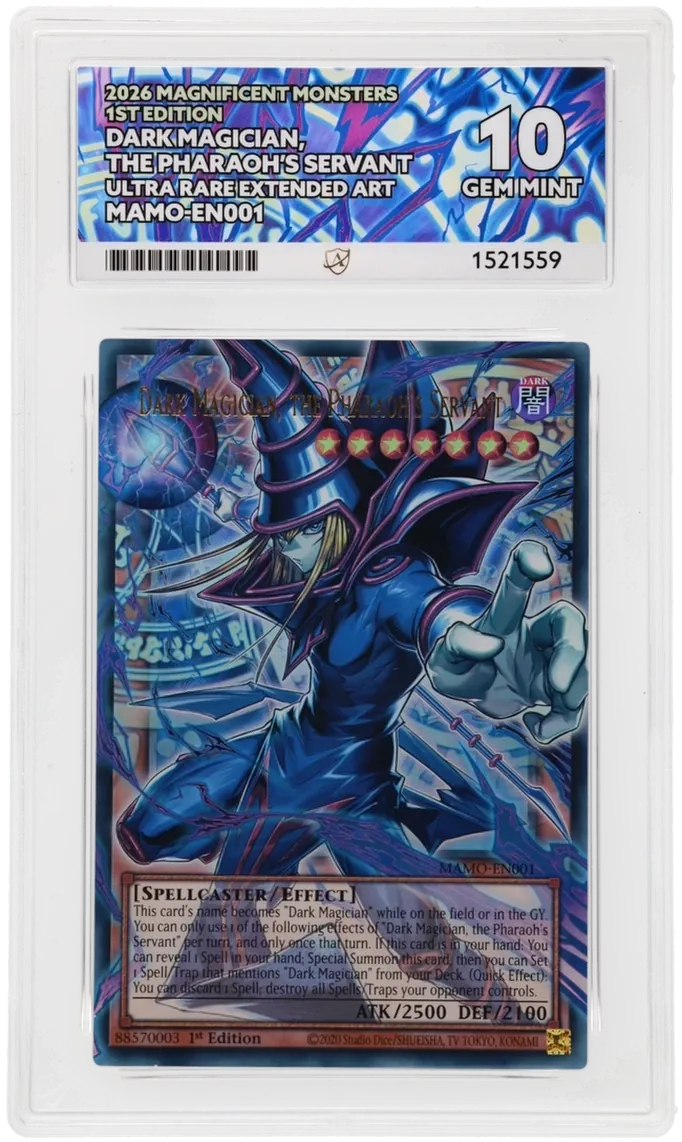 2026 MAGNIFICENT MONSTERS
1ST EDITION
DARK MAGICIAN,
THE PHARAOH'S SERVANT
ULTRA RARE EXTENDED ART
MAMO-EN001
10
GEM MINT
1521559
DARK MAGICIAN, THE PHARAOH'S SERVANT
DARK
闇
MAMO-EN001
[SPELLCASTER/EFFECT]
This card's name becomes "Dark Magician" while on the field or in the GY.
You can only use 1 of the following effects of "Dark Magician, the Pharaoh's
Servant" per turn, and only once that turn. If this card is in your hand: You
can reveal 1 Spell in your hand; Special Summon this card, then you can Set
1 Spell/Trap that mentions "Dark Magician" from your Deck. (Quick Effect):
You can discard 1 Spell; destroy all Spells/Traps your opponent controls.
ATK/2500 DEF/2100
88570003 1st Edition
©2020 Studio Dice/SHUEISHA, TV TOKYO, KONAMI